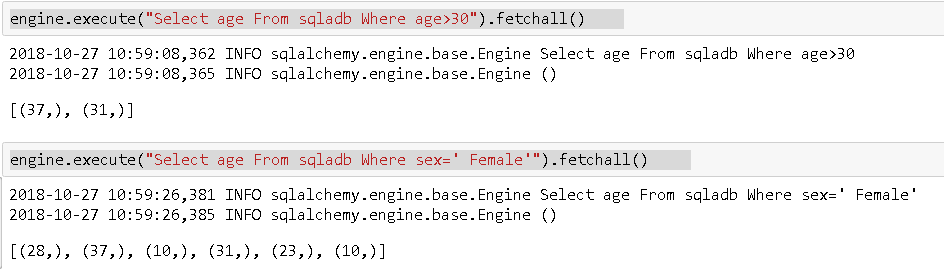 engine.execute("Select age From sqladb Where age>30").fetchall()
2018-10-27 10:59:08,362 INFO sqlalchemy.engine.base.Engine Select age From sqladb Where age>30
2018-10-27 10:59:08,365 INFO sqlalchemy.engine.base.Engine ()
[(37,), (31,)]
engine.execute("Select age From sqladb Where sex=' Female'").fetchall()
2018-10-27 10:59:26,381 INFO sqlalchemy.engine.base.Engine Select age From sqladb Where sex=' Female'
2018-10-27 10:59:26,385 INFO sqlalchemy.engine.base.Engine ()
[(28,), (37,), (10,), (31,), (23,), (10,)]